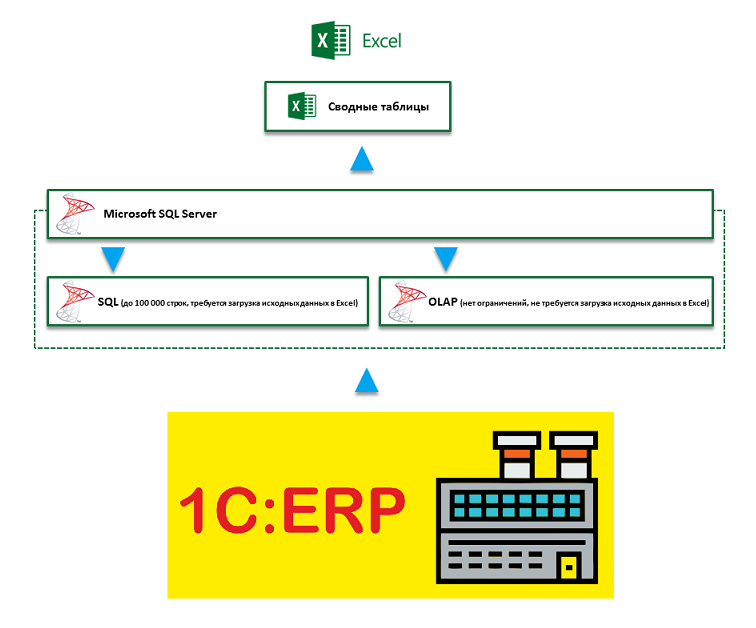 Excel
Сводные таблицы
Microsoft SQL Server
SQL (до 100 000 строк, требуется загрузка исходных данных в Excel)
OLAP (нет ограничений, не требуется загрузка исходных данных в Excel)
1C:ERP